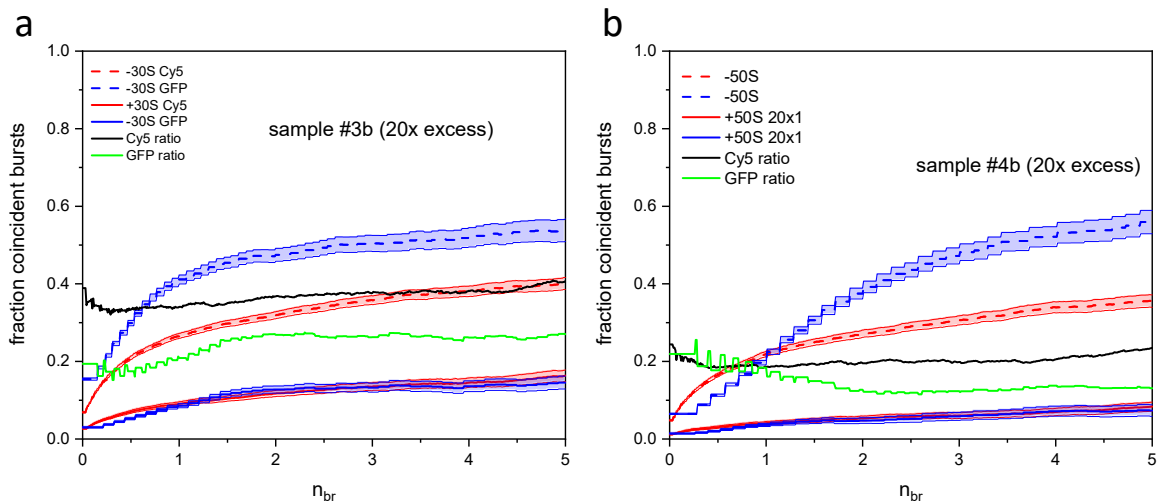 a
fraction coincident bursts
1.0
0.8
0.6
0.4
0.2
0.0
-30S Cy5
-30S GFP
+30S Cy5
-30S GFP
Cy5 ratio
GFP ratio
sample #3b (20x excess)
0 1 2 3 4 5
nbr
b
fraction coincident bursts
1.0
0.8
0.6
0.4
0.2
0.0
-50S
-50S
+50S 20x1
+50S 20x1
Cy5 ratio
GFP ratio
sample #4b (20x excess)
0 1 2 3 4 5
nbr